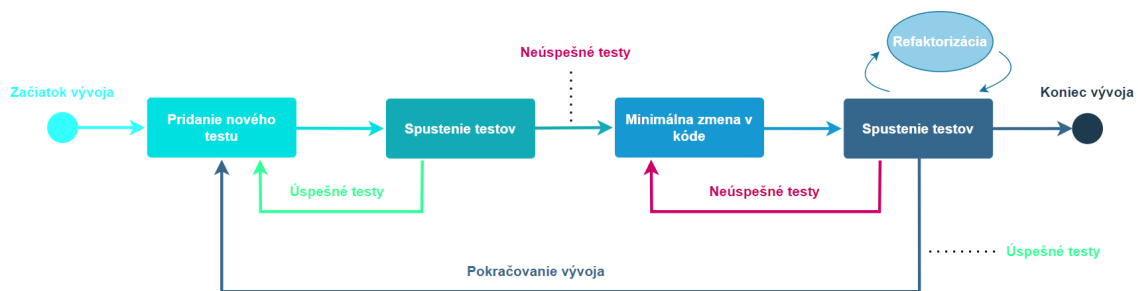 Refaktorizácia
Neúspešné testy
Začiatok vývoja
Koniec vývoja
Pridanie nového
testu
Spustenie testov
Minimálna zmena v
kóde
Spustenie testov
Úspešné testy
Neúspešné testy
Úspešné testy
Pokračovanie vývoja